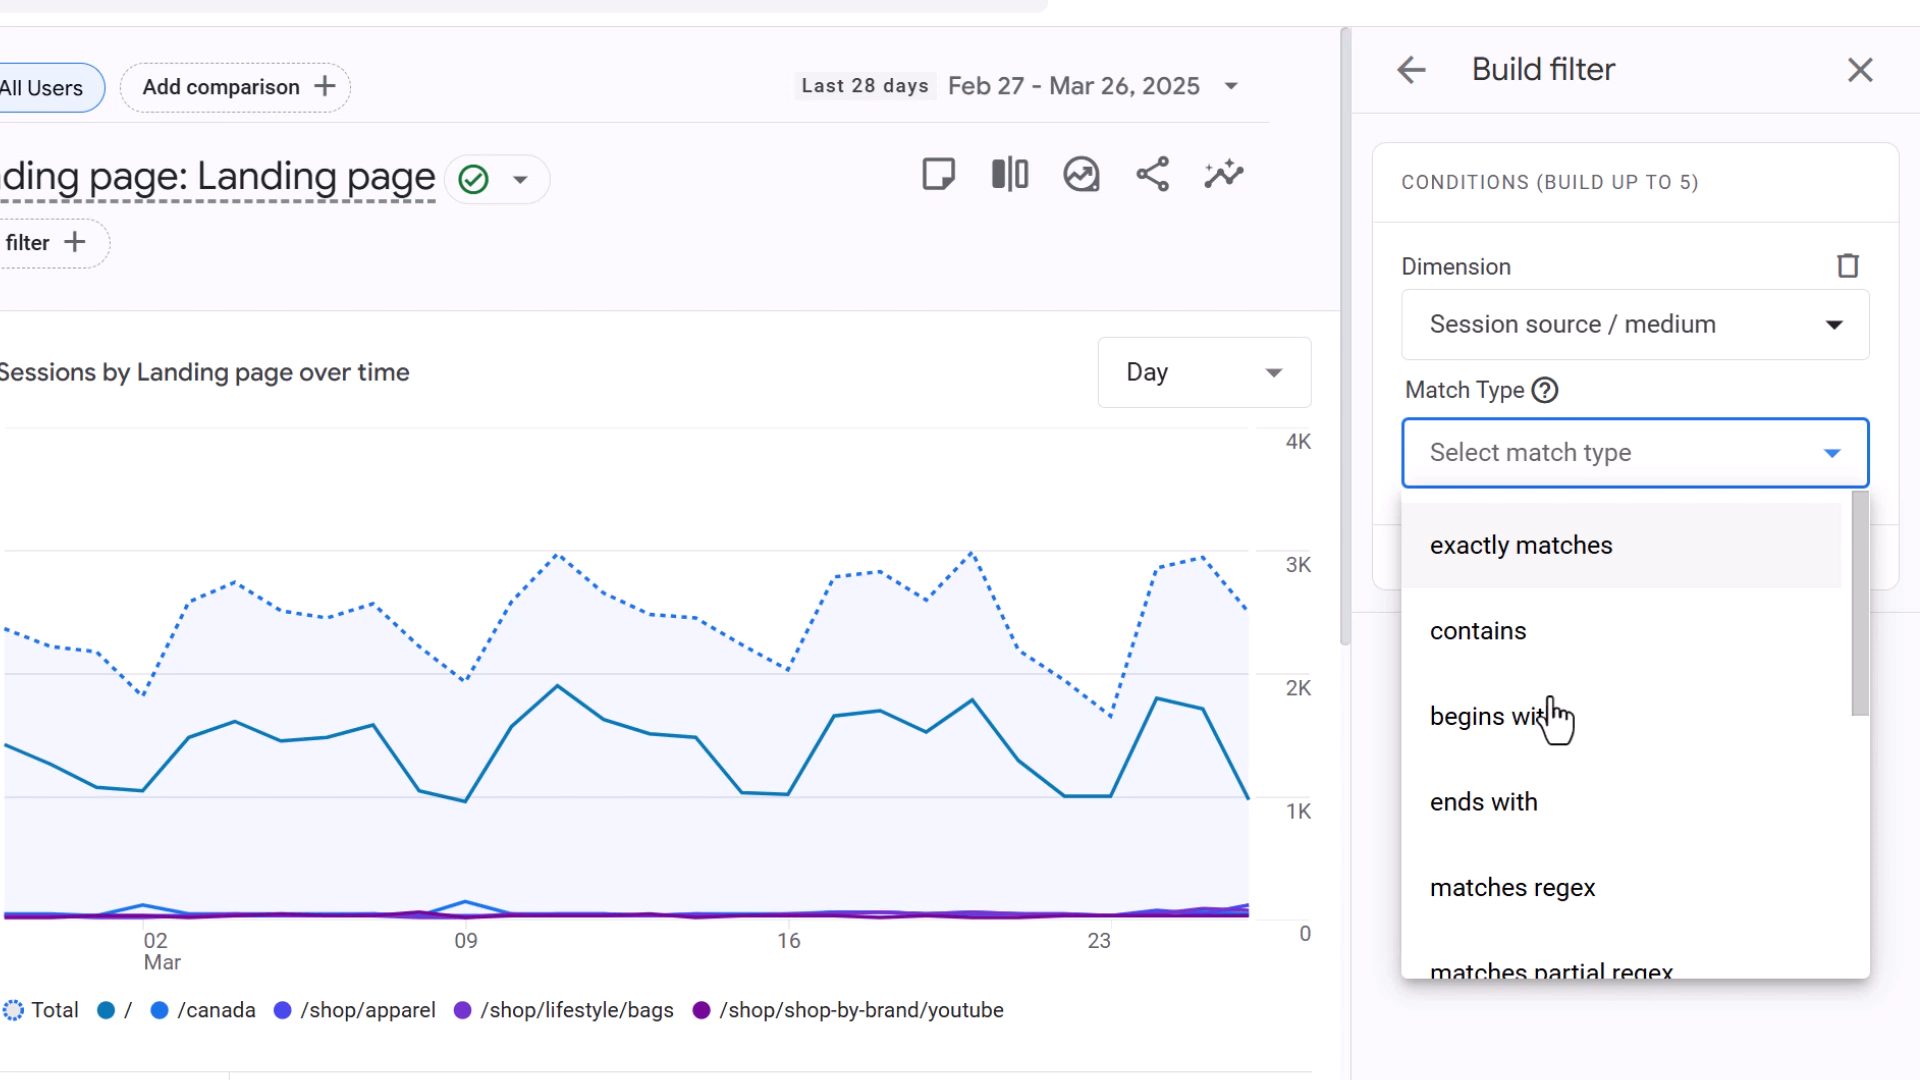 All Users
Add comparison
Last 28 days Feb 27 - Mar 26, 2025
ding page: Landing page
filter
Sessions by Landing page over time
Day
4K
3K
2K
1K
0
02
Mar
09
16
23
Total
/
/canada
/shop/apparel
/shop/lifestyle/bags
/shop/shop-by-brand/youtube
Build filter
CONDITIONS (BUILD UP TO 5)
Dimension
Session source / medium
Match Type
Select match type
exactly matches
contains
begins with
ends with
matches regex
matches partial regex